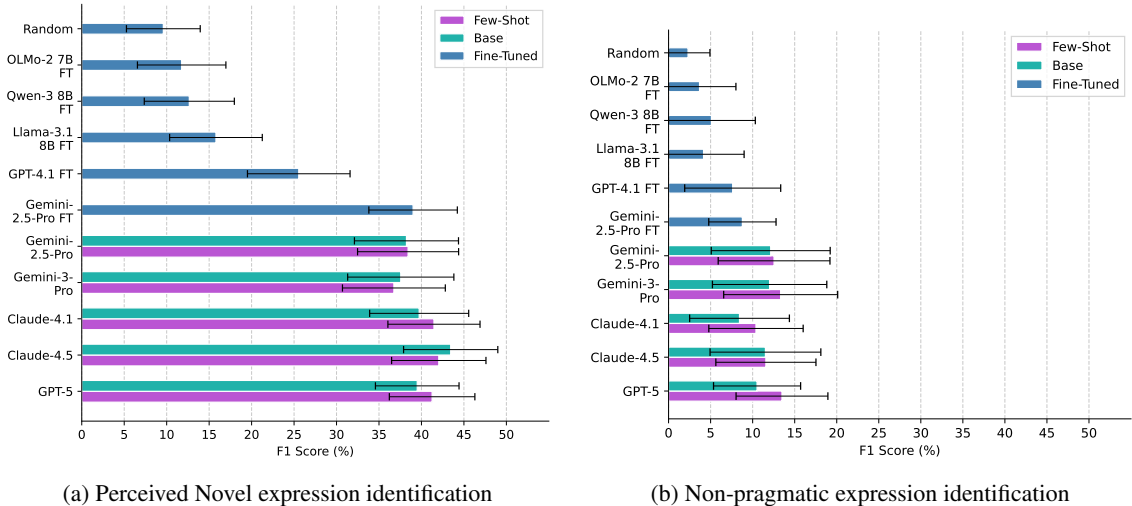 Random
OLMo-2 7B
FT
Qwen-3 8B
FT
Llama-3.1
8B FT
GPT-4.1 FT
Gemini-
2.5-Pro FT
Gemini-
2.5-Pro
Gemini-3-
Pro
Claude-4.1
Claude-4.5
GPT-5
0 5 10 15 20 25 30 35 40 45 50
F1 Score (%)
Few-Shot
Base
Fine-Tuned
(a) Perceived Novel expression identification
Random
OLMo-2 7B
FT
Qwen-3 8B
FT
Llama-3.1
8B FT
GPT-4.1 FT
Gemini-
2.5-Pro FT
Gemini-
2.5-Pro
Gemini-3-
Pro
Claude-4.1
Claude-4.5
GPT-5
0 5 10 15 20 25 30 35 40 45 50
F1 Score (%)
Few-Shot
Base
Fine-Tuned
(b) Non-pragmatic expression identification